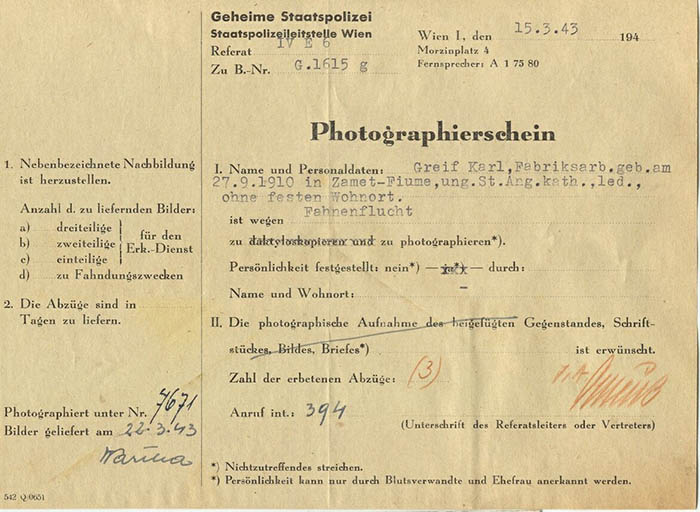 Geheime Staatspolizei
Staatspolizeileitstelle Wien
Referat IV E 6
Zu B.-Nr. G.1615 g
Wien I, den 15.3.43 194
Morzinplatz 4
Fernsprecher: A 1 75 80
Photographierschein
1. Nebenbezeichnete Nachbildung
ist herzustellen.
Anzahl d. zu liefernden Bilder:
a) dreiteilige
b) zweiteilige
c) einteilige
für den
Erk.-Dienst
d) zu Fahndungszwecken
2. Die Abzüge sind in
Tagen zu liefern.
Photographiert unter Nr. 7671
Bilder geliefert am 22.3.43
I. Name und Personaldaten: Greif Karl,Fabriksarb.geb.am
27.9.1910 in Zamet-Fiume,ung.St.Ang.kath.,led.,
ohne festen Wohnort.
ist wegen Fahnenflucht
zu daktyloskopieren und zu photographieren*).
Persönlichkeit festgestellt: nein*) — ja*) — durch:
Name und Wohnort: –
II. Die photographische Aufnahme des beigefügten Gegenstandes, Schrift-
stückes, Bildes, Briefes*) ist erwünscht.
Zahl der erbetenen Abzüge: (3)
Anruf int.: 394
(Unterschrift des Referatsleiters oder Vertreters)
*) Nichtzutreffendes streichen.
*) Persönlichkeit kann nur durch Blutsverwandte und Ehefrau anerkannt werden.
542 Q/0651